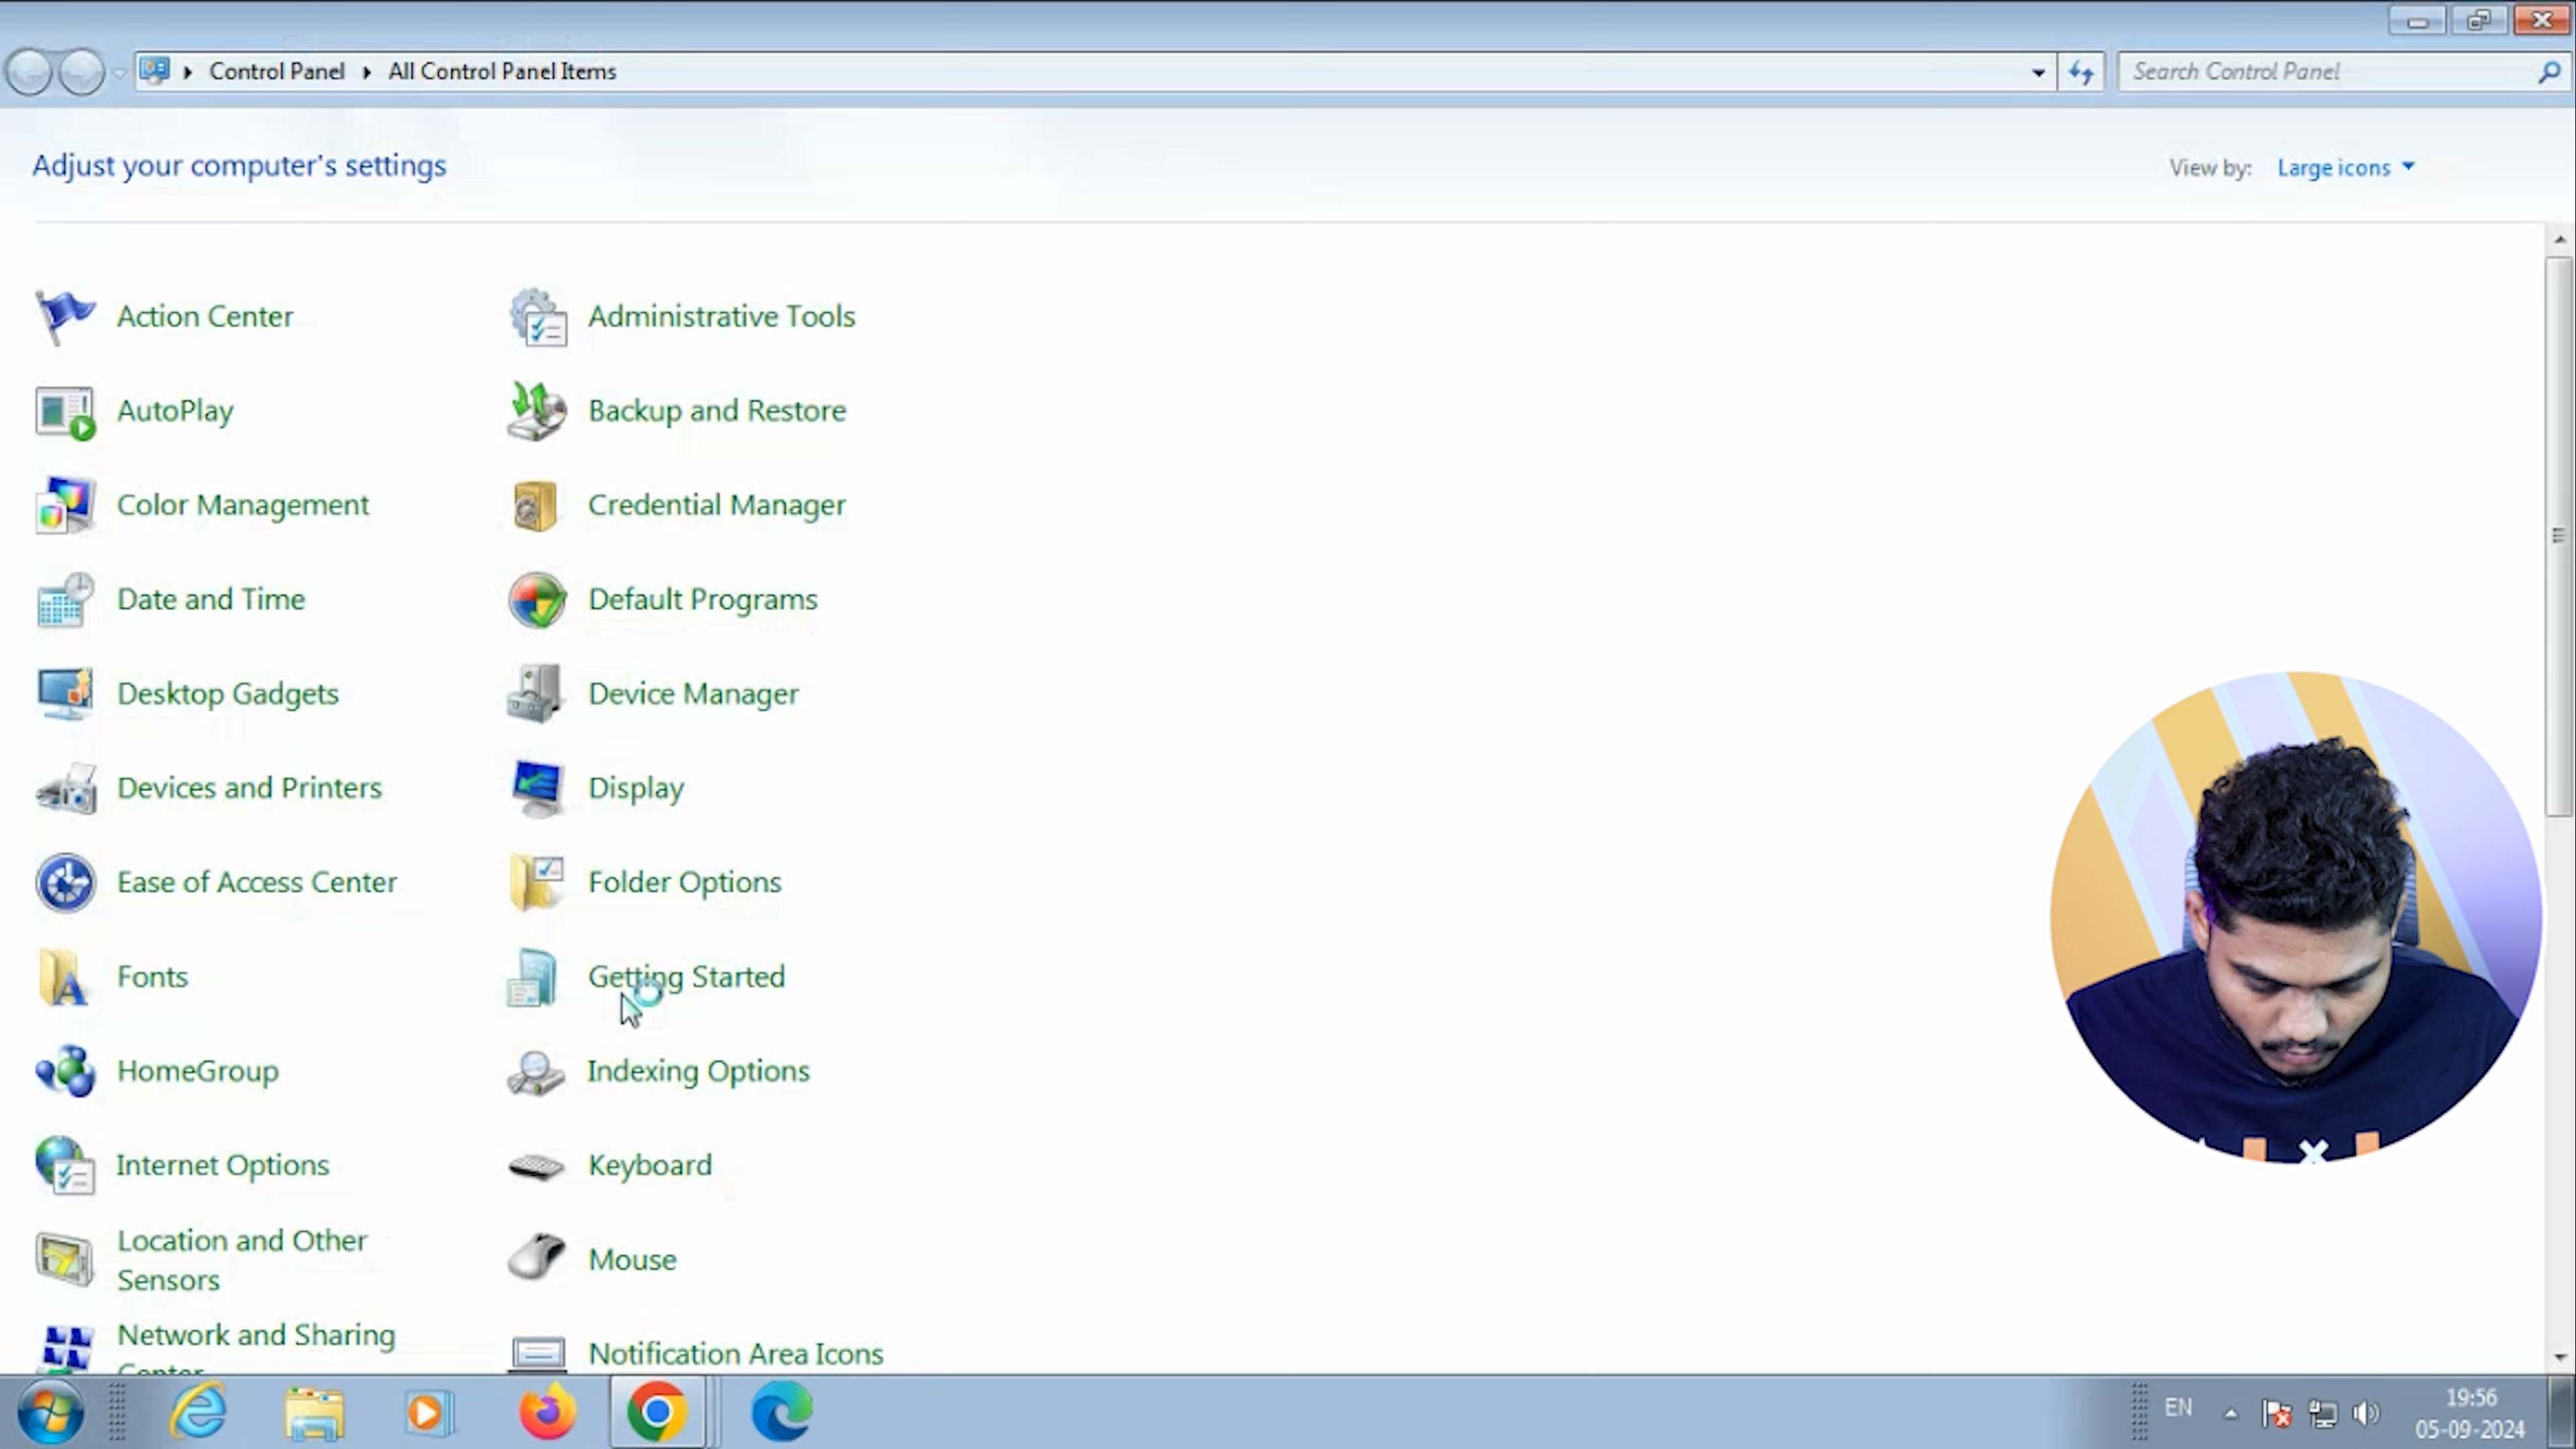 Control Panel All Control Panel Items
Search Control Panel
Adjust your computer's settings
View by: Large icons
Action Center
Administrative Tools
AutoPlay
Backup and Restore
Color Management
Credential Manager
Date and Time
Default Programs
Desktop Gadgets
Device Manager
Devices and Printers
Display
Ease of Access Center
Folder Options
Fonts
Getting Started
HomeGroup
Indexing Options
Internet Options
Keyboard
Location and Other
Sensors
Mouse
Network and Sharing
Center
Notification Area Icons
EN
19:56
05-09-2024